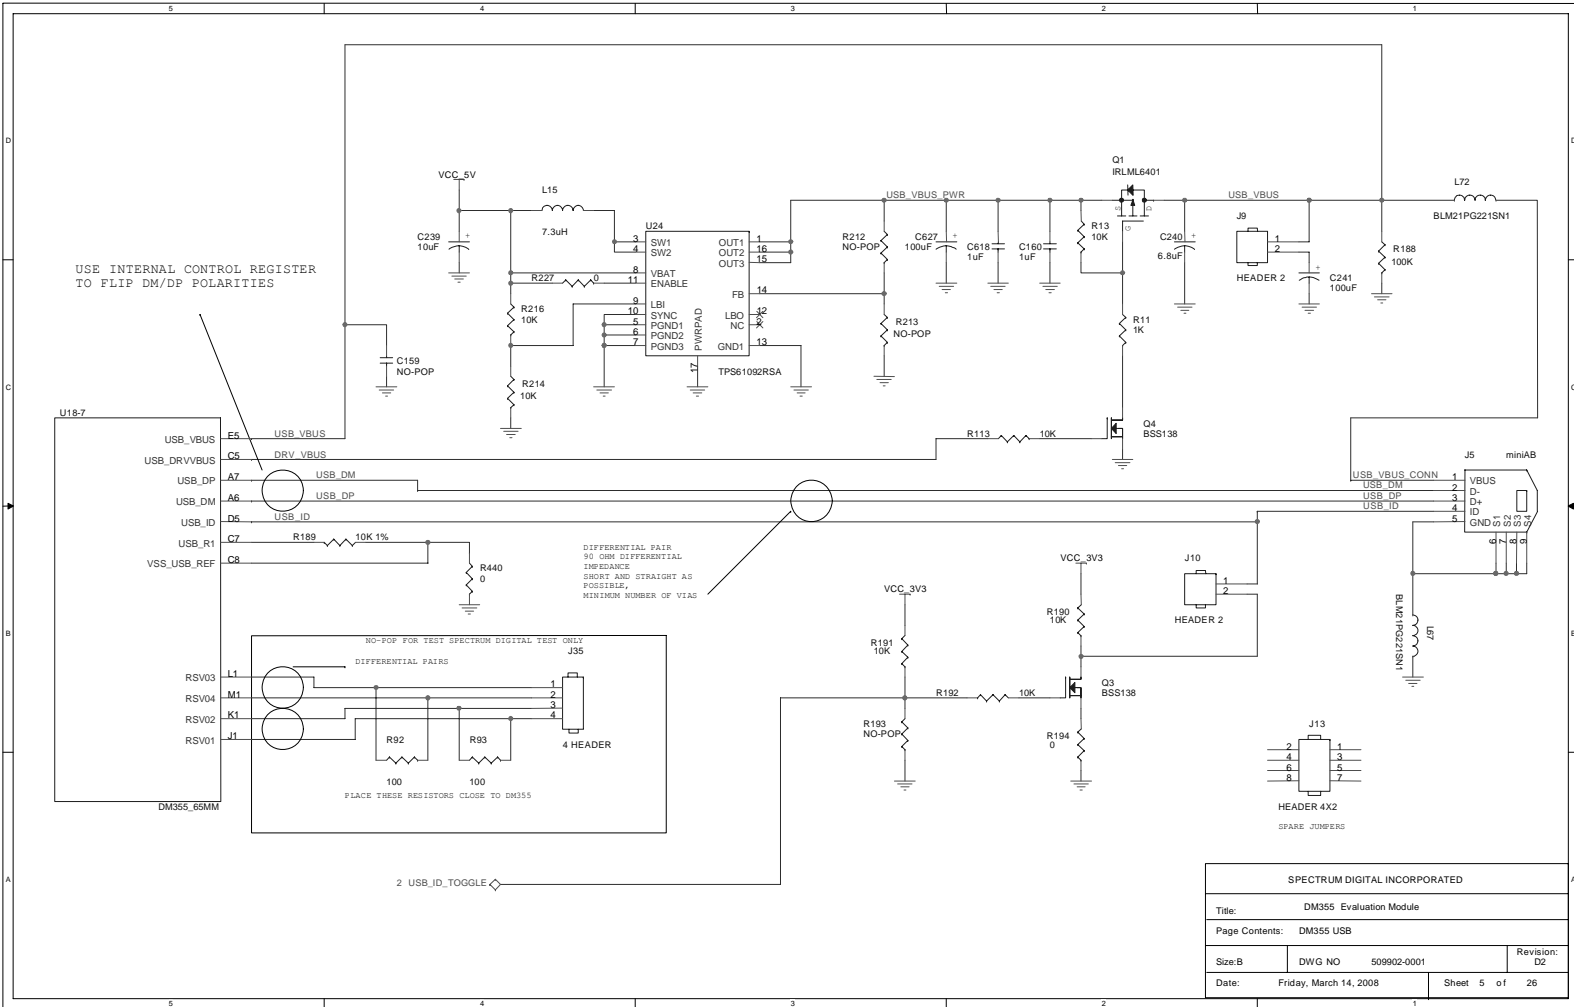 5
4
3
2
1
D
D
C
C
B
B
A
A
USE INTERNAL CONTROL REGISTER
TO FLIP DM/DP POLARITIES
VCC_5V
C239
10uF
L15
7.3uH
R227
0
R216
10K
R214
10K
C159
NO-POP
U24
3 SW1
4 SW2
8 VBAT
11 ENABLE
9 LBI
10 SYNC
5 PGND1
6 PGND2
7 PGND3
PWRPAD
17
OUT1 1
OUT2 16
OUT3 15
FB 14
LBO 12
NC 2
GND1 13
TPS61092RSA
USB_VBUS_PWR
R212
NO-POP
R213
NO-POP
C627
100uF
C618
1uF
C160
1uF
R13
10K
Q1
IRLML6401
S
D
G
R11
1K
C240
6.8uF
USB_VBUS
J9
1
2
HEADER 2
C241
100uF
R188
100K
L72
BLM21PG221SN1
Q4
BSS138
R113
10K
U18-7
USB_VBUS E5 USB_VBUS
USB_DRVVBUS C5 DRV_VBUS
USB_DP A7 USB_DM
USB_DM A6 USB_DP
USB_ID D5 USB_ID
USB_R1 C7
VSS_USB_REF C8
R189
10K 1%
R440
0
RSV03 L1
RSV04 M1
RSV02 K1
RSV01 J1
DM355_65MM
DIFFERENTIAL PAIR
90 OHM DIFFERENTIAL
IMPEDANCE
SHORT AND STRAIGHT AS
POSSIBLE,
MINIMUM NUMBER OF VIAS
J5
miniAB
USB_VBUS_CONN 1 VBUS
USB_DM 2 D-
USB_DP 3 D+
USB_ID 4 ID
5 GND
S1
S2
S3
S4
6
7
8
9
L67
BLM21PG221SN1
NO-POP FOR TEST SPECTRUM DIGITAL TEST ONLY
DIFFERENTIAL PAIRS
J35
1
2
3
4
4 HEADER
R92
100
R93
100
PLACE THESE RESISTORS CLOSE TO DM355
VCC_3V3
R191
10K
R193
NO-POP
R192
10K
VCC_3V3
R190
10K
Q3
BSS138
R194
0
J10
1
2
HEADER 2
J13
2 1
4 3
6 5
8 7
HEADER 4X2
SPARE JUMPERS
2 USB_ID_TOGGLE
SPECTRUM DIGITAL INCORPORATED
Title: DM355 Evaluation Module
Page Contents: DM355 USB
Size:B
DWG NO 509902-0001
Revision:
D2
Date: Friday, March 14, 2008
Sheet 5 of 26
5
4
3
2
1